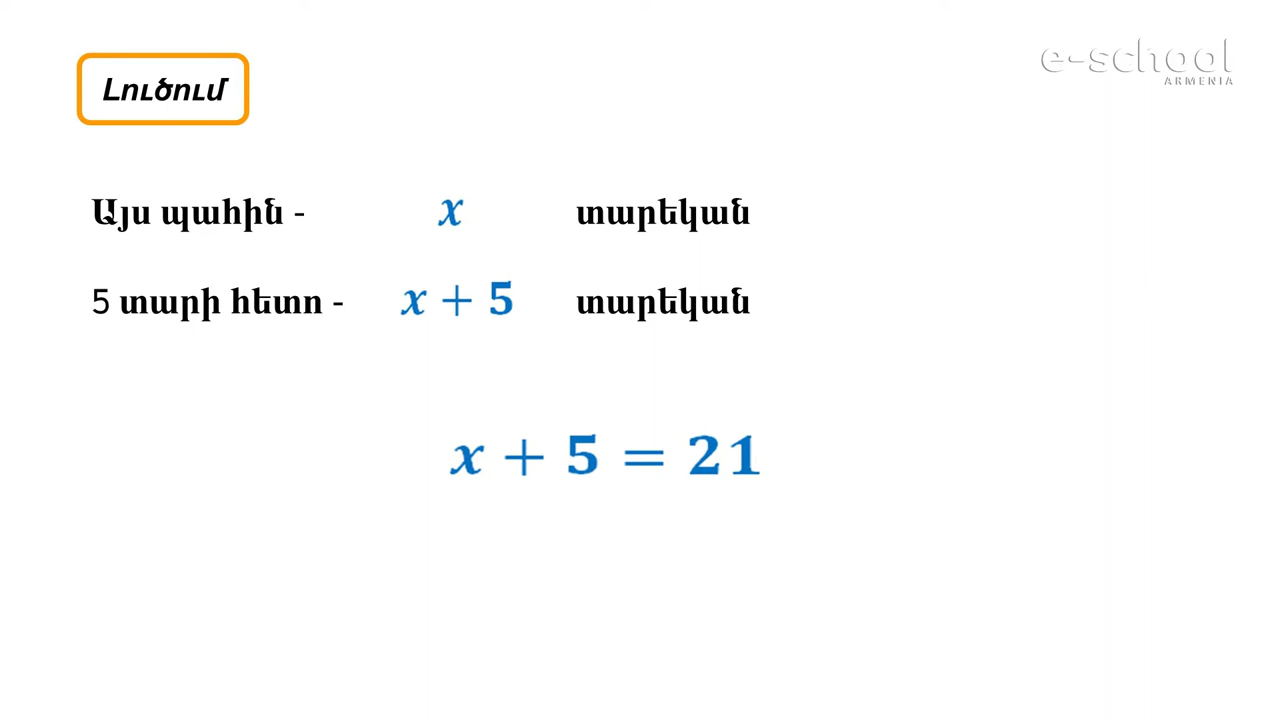 e-school
ARMENIA
Լուծում
Այս պահին - x տարեկան
5 տարի հետո - x + 5 տարեկան
x + 5 = 21